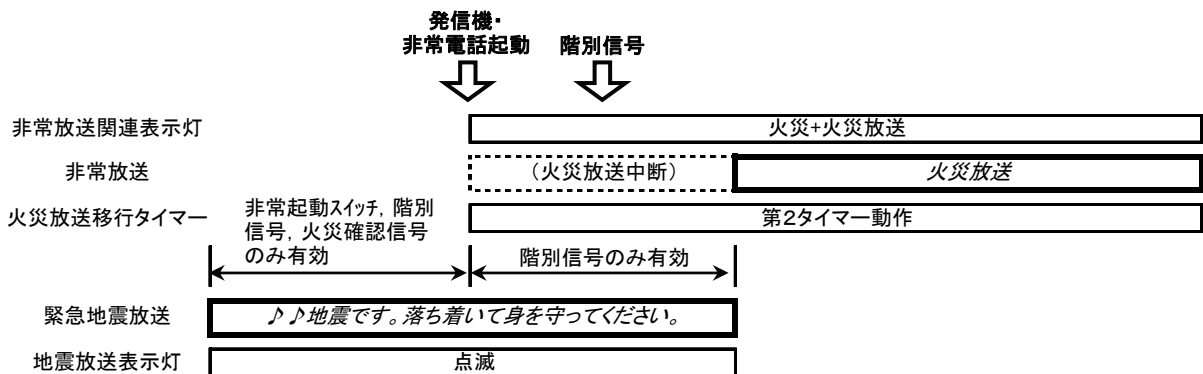 発信機・
非常電話起動
階別信号
非常放送関連表示灯
火災+火災放送
非常放送
(火災放送中断)
火災放送
火災放送移行タイマー
非常起動スイッチ, 階別
信号, 火災確認信号
のみ有効
第2タイマー動作
階別信号のみ有効
緊急地震放送
♪♪地震です。落ち着いて身を守ってください。
地震放送表示灯
点滅